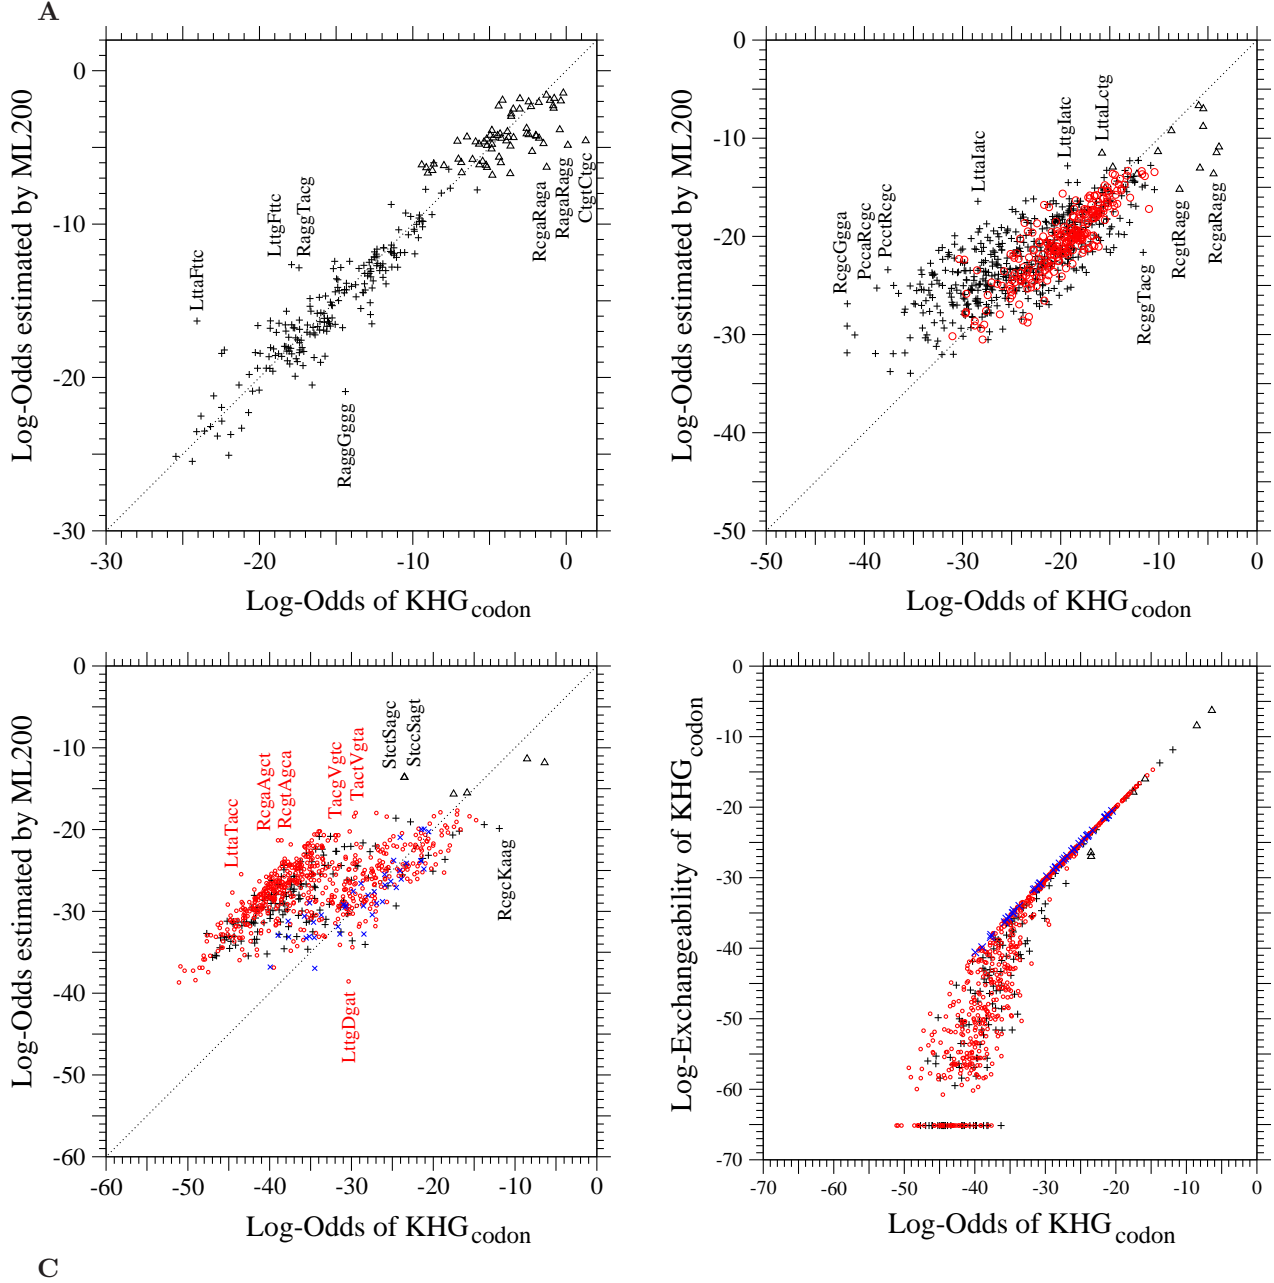 A
Log-Odds estimated by ML200
0
-10
-20
-30
-30
-20
-10
0
Log-Odds of KHGcodon
LttaFttc
LttgFttc
RaggTacg
RaggGggg
RcgaRaga
RagaRagg
CtgtCtgc
Log-Odds estimated by ML200
0
-10
-20
-30
-40
-50
-50
-40
-30
-20
-10
0
Log-Odds of KHGcodon
RcgcGgga
PccaRcgc
PcctRcgc
LttaIatc
LttgIatc
LttaLctg
RcggTacg
RcgtRagg
RcgaRagg
Log-Odds estimated by ML200
0
-10
-20
-30
-40
-50
-60
-60
-50
-40
-30
-20
-10
0
Log-Odds of KHGcodon
LttaTacc
RcgaAgct
RcgtAgca
TacgVgtc
TactVgta
StctSagc
StccSagt
LttgDgat
RcgcKaag
Log-Exchangeability of KHGcodon
0
-10
-20
-30
-40
-50
-60
-70
-70
-60
-50
-40
-30
-20
-10
0
Log-Odds of KHGcodon
C